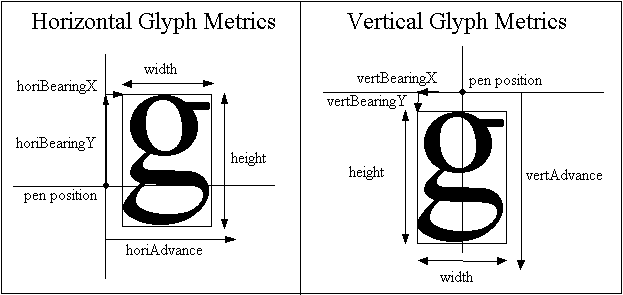 Horizontal Glyph Metrics
width
horiBearingX
horiBearingY
g
height
pen position
horiAdvance
Vertical Glyph Metrics
vertBearingX
pen position
vertBearingY
g
height
vertAdvance
width